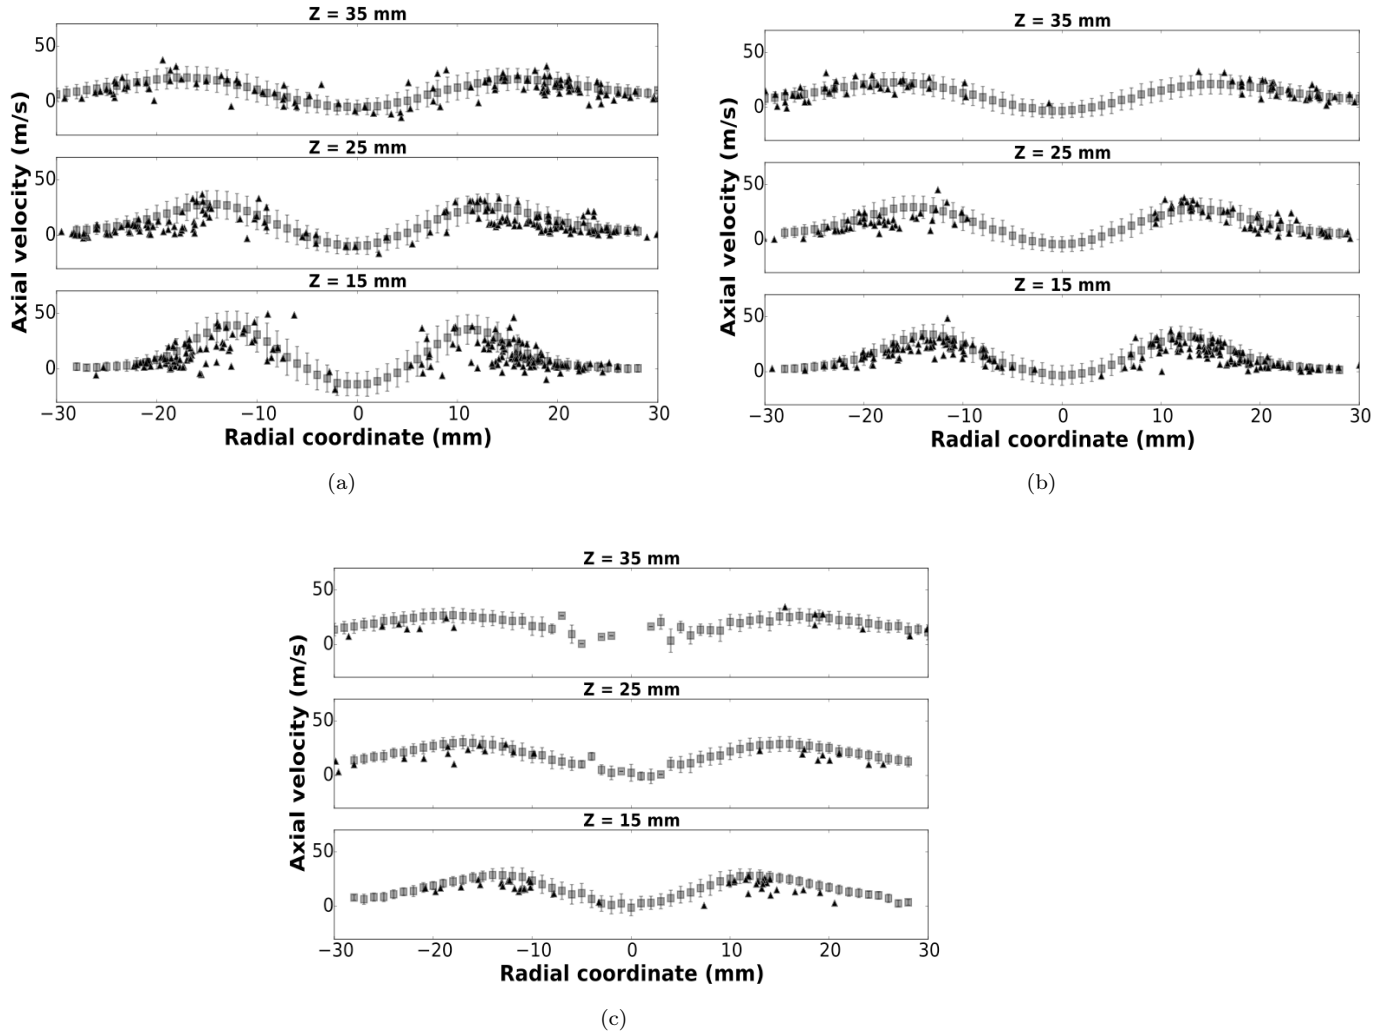 Z = 35 mm
50
0
Z = 25 mm
50
0
Z = 15 mm
50
0
−30 −20 −10 0 10 20 30
Axial velocity (m/s)
Radial coordinate (mm)
(a)
Z = 35 mm
50
0
Z = 25 mm
50
0
Z = 15 mm
50
0
−30 −20 −10 0 10 20 30
Axial velocity (m/s)
Radial coordinate (mm)
(b)
Z = 35 mm
50
0
Z = 25 mm
50
0
Z = 15 mm
50
0
−30 −20 −10 0 10 20 30
Axial velocity (m/s)
Radial coordinate (mm)
(c)